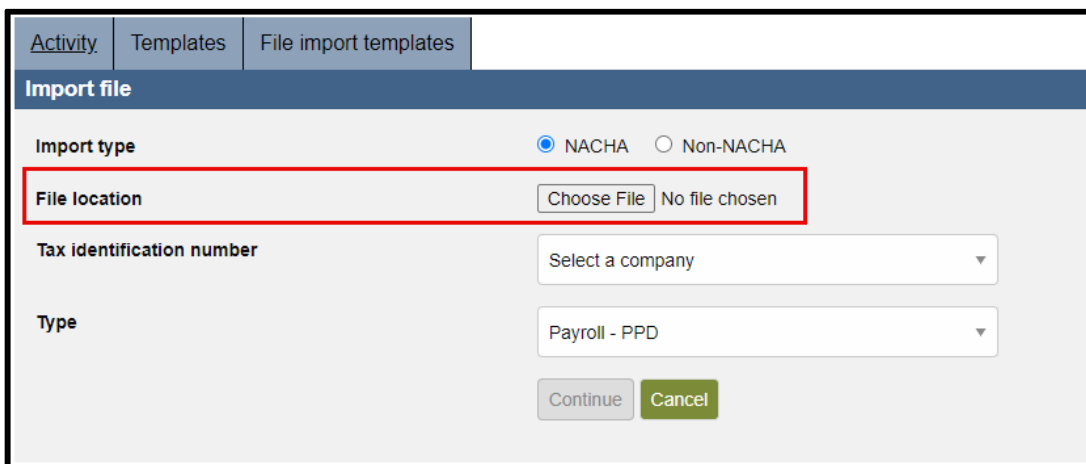 Activity Templates File import templates
Import file
Import type NACHA Non-NACHA
File location Choose File No file chosen
Tax identification number Select a company
Type Payroll - PPD
Continue Cancel